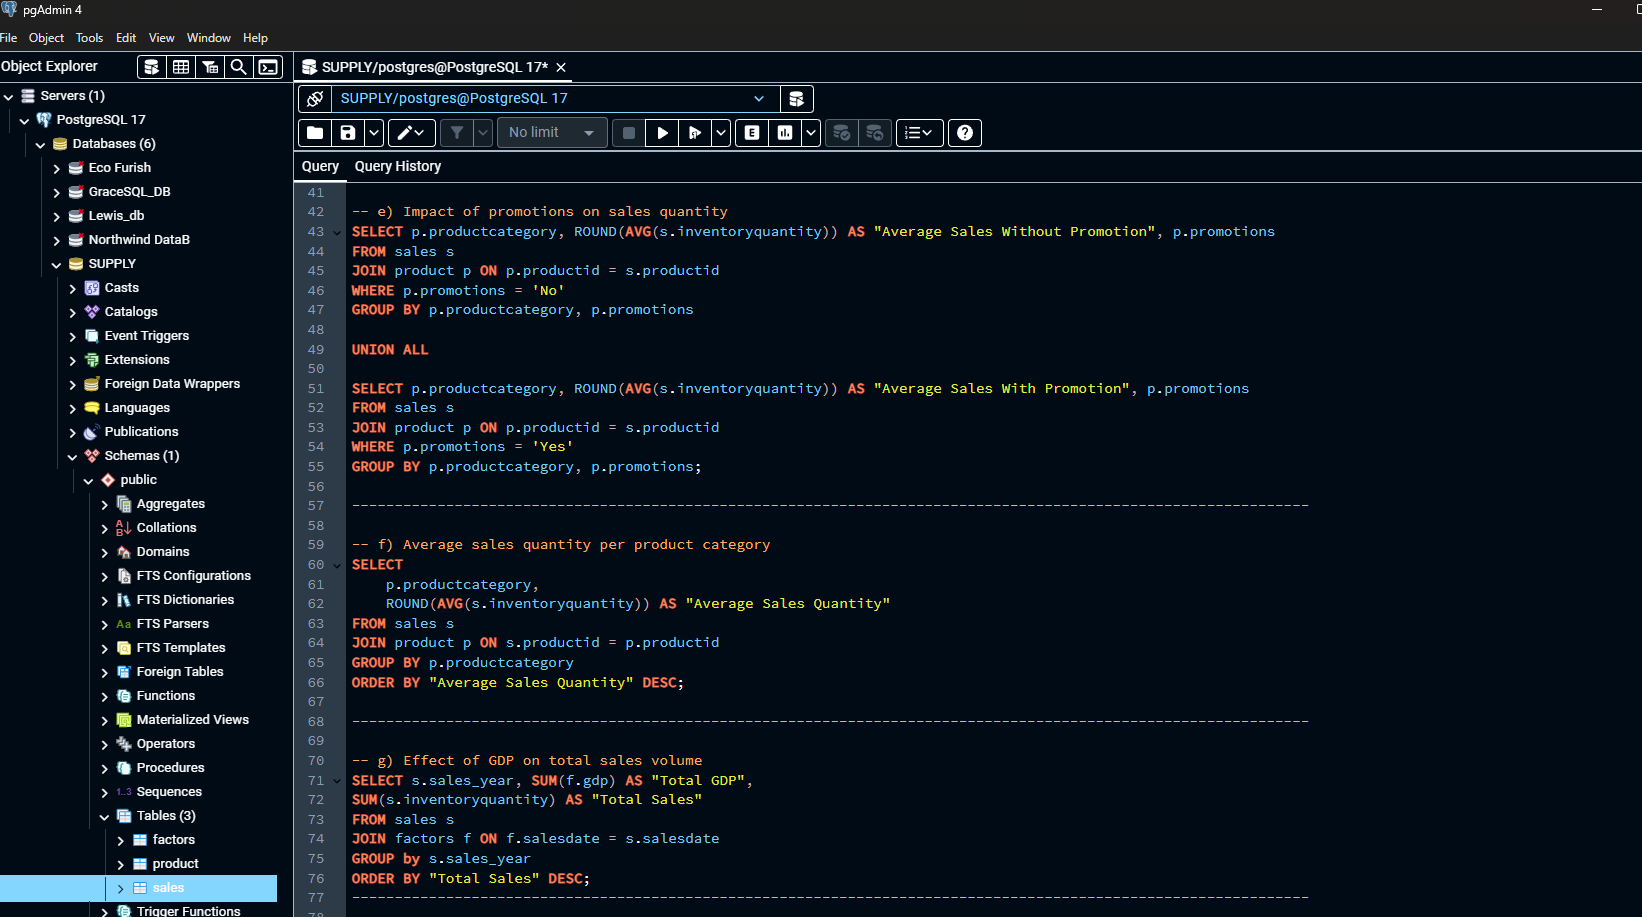 pgAdmin 4
File Object Tools Edit View Window Help
Object Explorer
SUPPLY/postgres@PostgreSQL 17*
SUPPLY/postgres@PostgreSQL 17
No limit
E
Query Query History
Servers (1)
PostgreSQL 17
Databases (6)
Eco Furish
GraceSQL_DB
Lewis_db
Northwind DataB
SUPPLY
Casts
Catalogs
Event Triggers
Extensions
Foreign Data Wrappers
Languages
Publications
Schemas (1)
public
Aggregates
Collations
Domains
FTS Configurations
FTS Dictionaries
Aa FTS Parsers
FTS Templates
Foreign Tables
Functions
Materialized Views
Operators
Procedures
1..3 Sequences
Tables (3)
factors
product
sales
Trigger Functions
41
42 -- e) Impact of promotions on sales quantity
43 SELECT p.productcategory, ROUND(AVG(s.inventoryquantity)) AS "Average Sales Without Promotion", p.promotions
44 FROM sales s
45 JOIN product p ON p.productid = s.productid
46 WHERE p.promotions = 'No'
47 GROUP BY p.productcategory, p.promotions
48
49 UNION ALL
50
51 SELECT p.productcategory, ROUND(AVG(s.inventoryquantity)) AS "Average Sales With Promotion", p.promotions
52 FROM sales s
53 JOIN product p ON p.productid = s.productid
54 WHERE p.promotions = 'Yes'
55 GROUP BY p.productcategory, p.promotions;
56
57 ----------------------------------------------------------------------------------------------------------------
58
59 -- f) Average sales quantity per product category
60 SELECT
61 p.productcategory,
62 ROUND(AVG(s.inventoryquantity)) AS "Average Sales Quantity"
63 FROM sales s
64 JOIN product p ON s.productid = p.productid
65 GROUP BY p.productcategory
66 ORDER BY "Average Sales Quantity" DESC;
67
68 ----------------------------------------------------------------------------------------------------------------
69
70 -- g) Effect of GDP on total sales volume
71 SELECT s.sales_year, SUM(f.gdp) AS "Total GDP",
72 SUM(s.inventoryquantity) AS "Total Sales"
73 FROM sales s
74 JOIN factors f ON f.salesdate = s.salesdate
75 GROUP by s.sales_year
76 ORDER BY "Total Sales" DESC;
77 ----------------------------------------------------------------------------------------------------------------
78